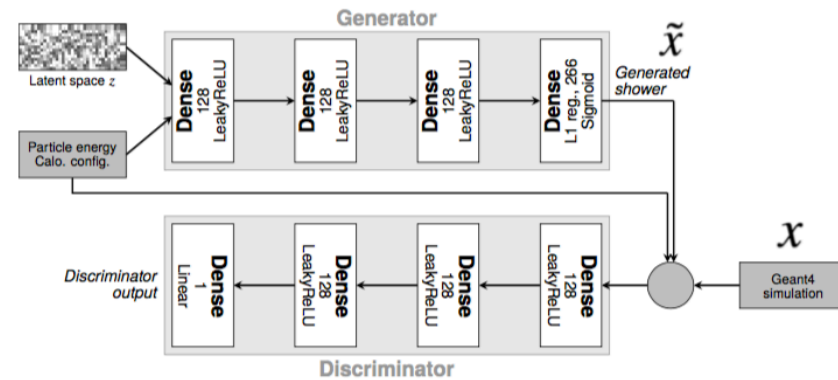 Generator
Latent space z
Particle energy
Calo. config.
Dense
128
LeakyReLU
Dense
128
LeakyReLU
Dense
128
LeakyReLU
Dense
L1 reg., 266
Sigmoid
x̃
Generated
shower
Discriminator
output
Dense
1
Linear
Dense
128
LeakyReLU
Dense
128
LeakyReLU
Dense
128
LeakyReLU
x
Geant4
simulation
Discriminator